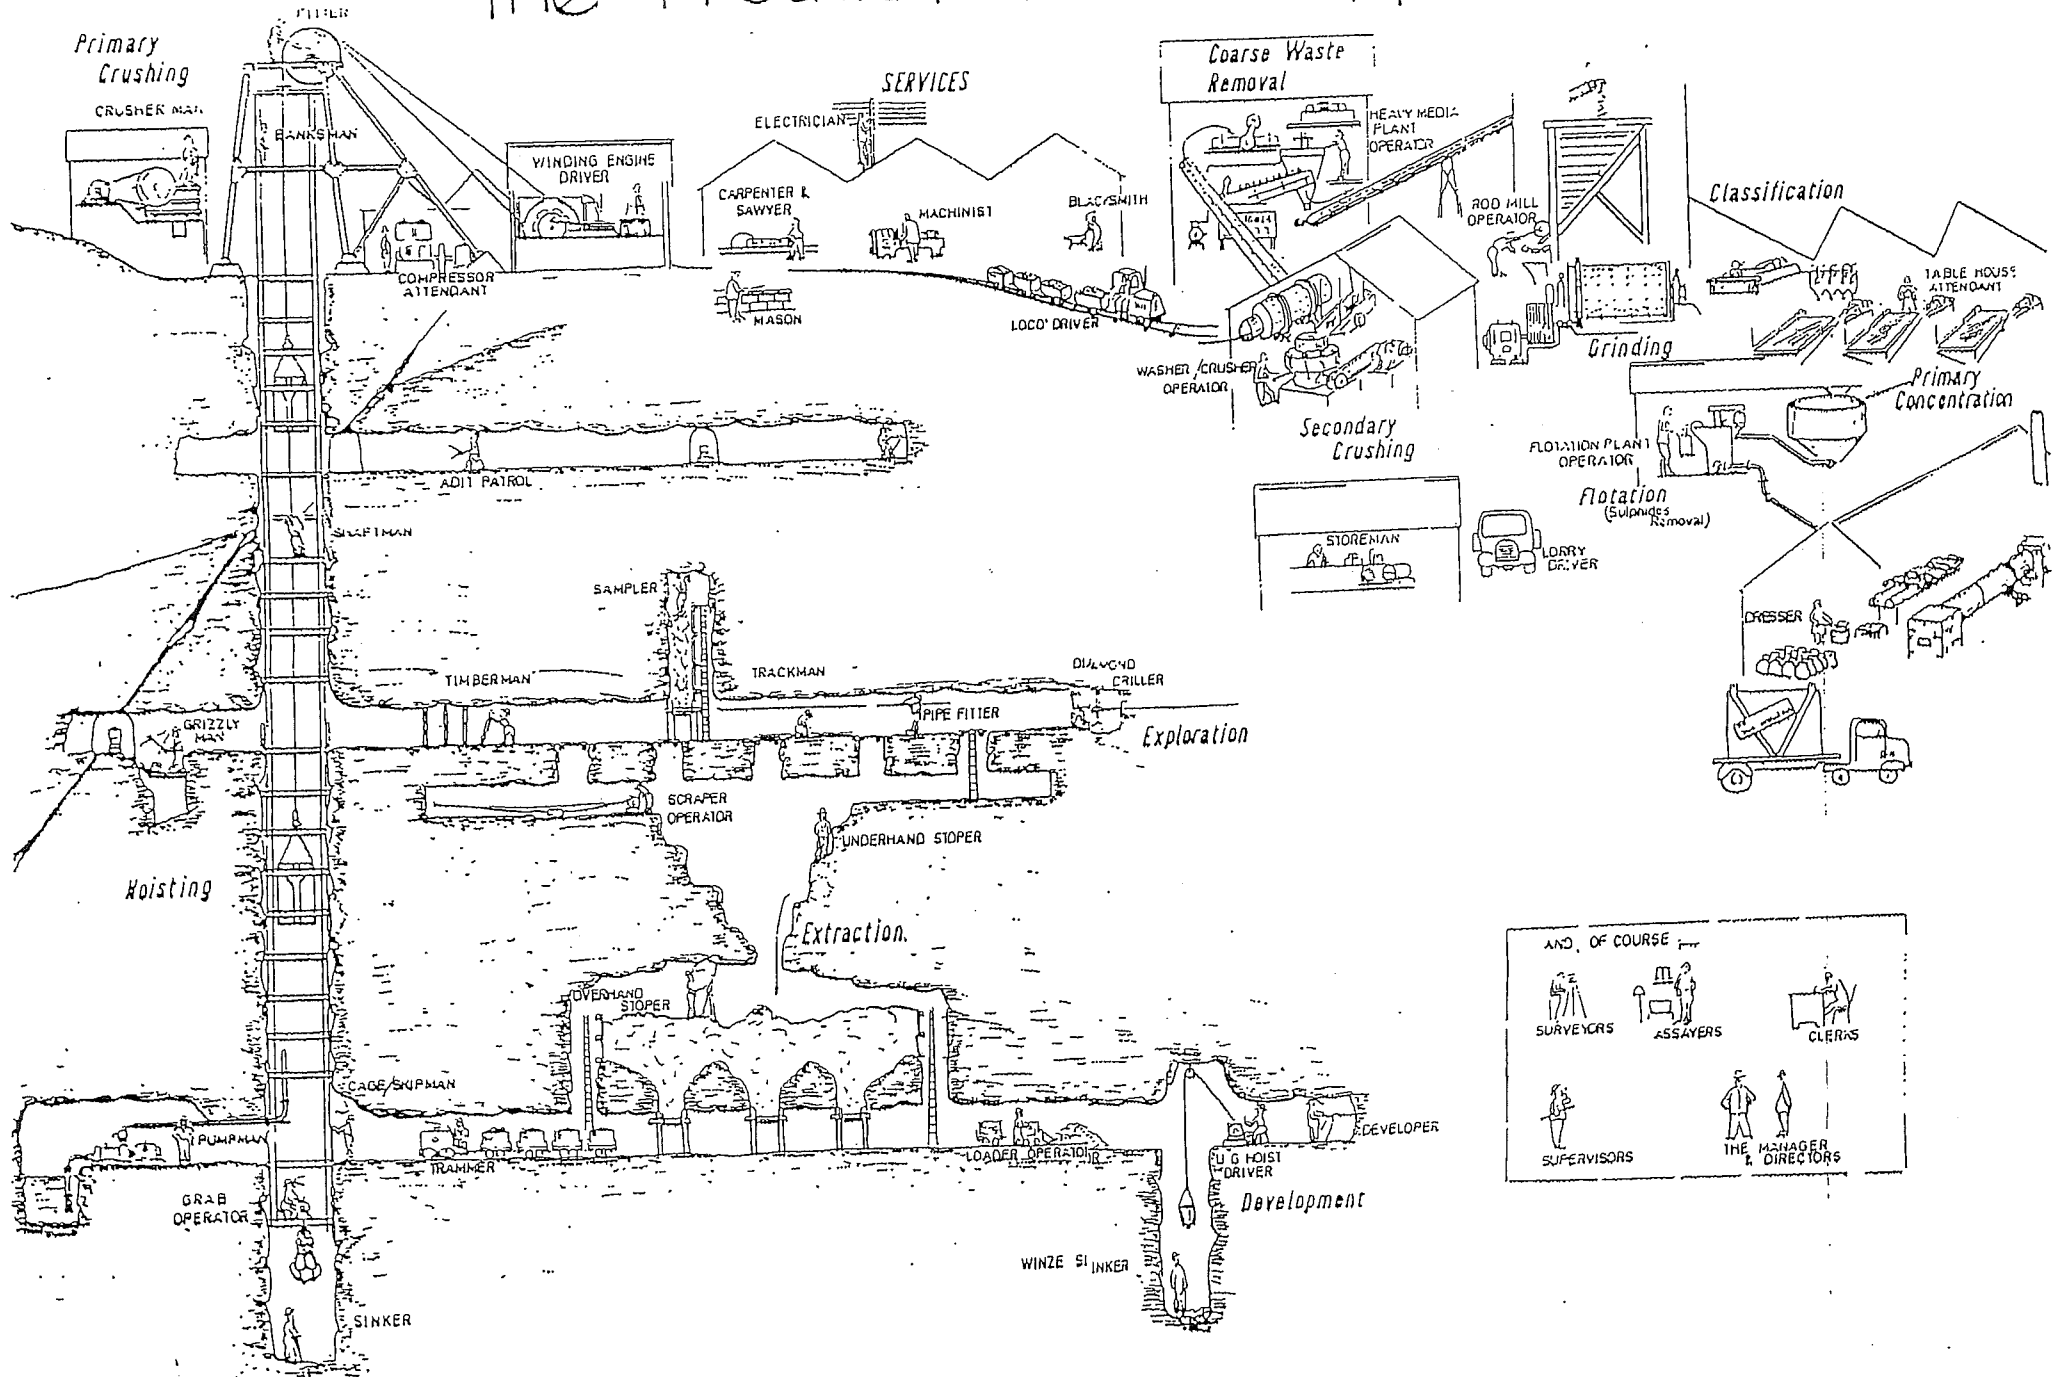 Primary
Crushing
CRUSHER MAN
BANKSMAN
WINDING ENGINE
DRIVER
COMPRESSOR
ATTENDANT
SERVICES
ELECTRICIAN
CARPENTER &
SAWYER
MACHINIST
BLACKSMITH
MASON
LOCO' DRIVER
Coarse Waste
Removal
HEAVY MEDIA
PLANT
OPERATOR
WASHER/CRUSHER
OPERATOR
Secondary
Crushing
ROD MILL
OPERATOR
Grinding
Classification
TABLE HOUSE
ATTENDANT
Primary
Concentration
FLOTATION PLANT
OPERATOR
Flotation
(Sulphides
Removal)
STOREMAN
LORRY
DRIVER
DRESSER
ADIT PATROL
SHAFTMAN
SAMPLER
TIMBERMAN
TRACKMAN
DIAMOND
DRILLER
PIPE FITTER
Exploration
GRIZZLY
MAN
SCRAPER
OPERATOR
UNDERHAND STOPER
Hoisting
Extraction.
OVERHAND
STOPER
CAGE/SKIPMAN
PUMPMAN
TRAMMER
LOADER OPERATOR
U G HOIST
DRIVER
DEVELOPER
Development
GRAB
OPERATOR
WINZE SINKER
SINKER
AND, OF COURSE —
SURVEYORS
ASSAYERS
CLERKS
SUPERVISORS
THE MANAGER
& DIRECTORS